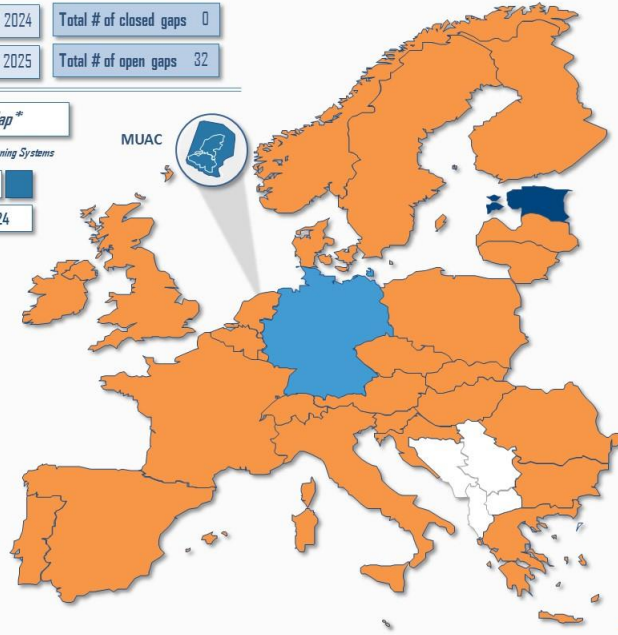 2024
Total # of closed gaps 0
2025
Total # of open gaps 32
ap*
ning Systems
24
MUAC